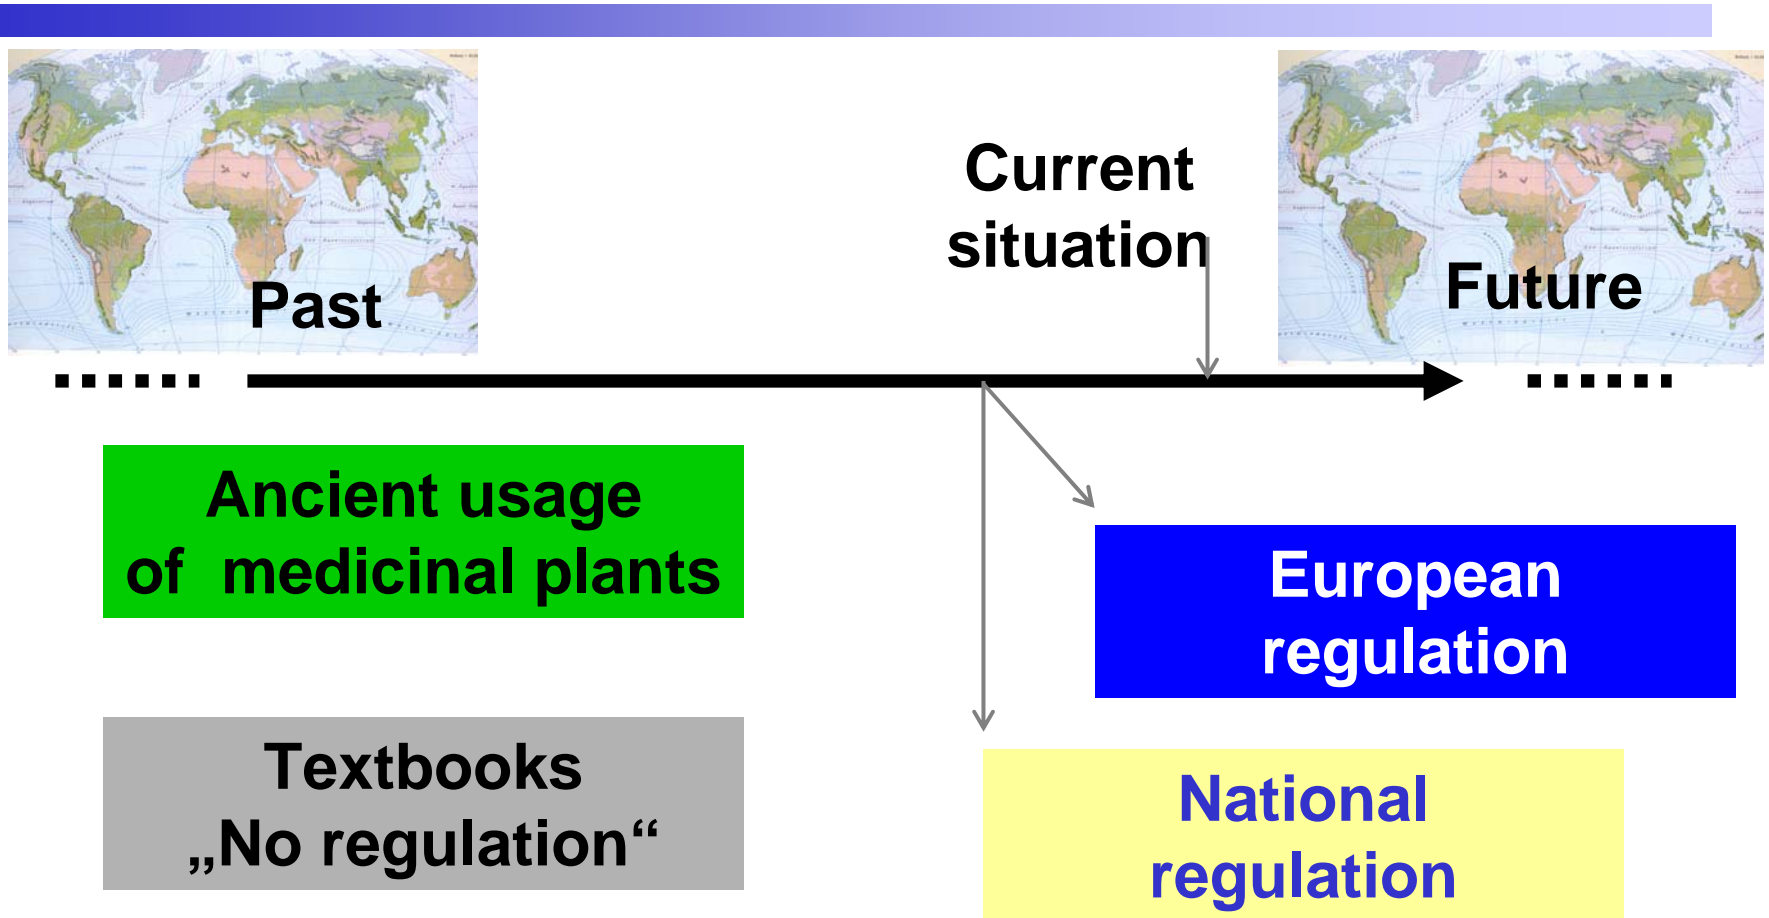 Past
Current
situation
Future
Ancient usage
of medicinal plants
European
regulation
Textbooks
„No regulation“
National
regulation